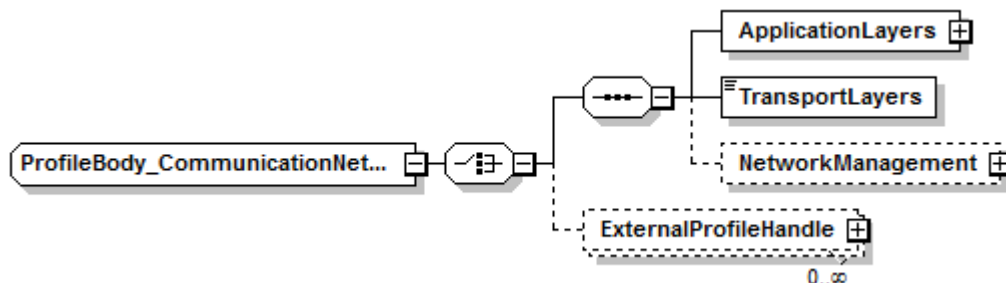 ApplicationLayers
TransportLayers
ProfileBody_CommunicationNet...
NetworkManagement
ExternalProfileHandle
0..∞